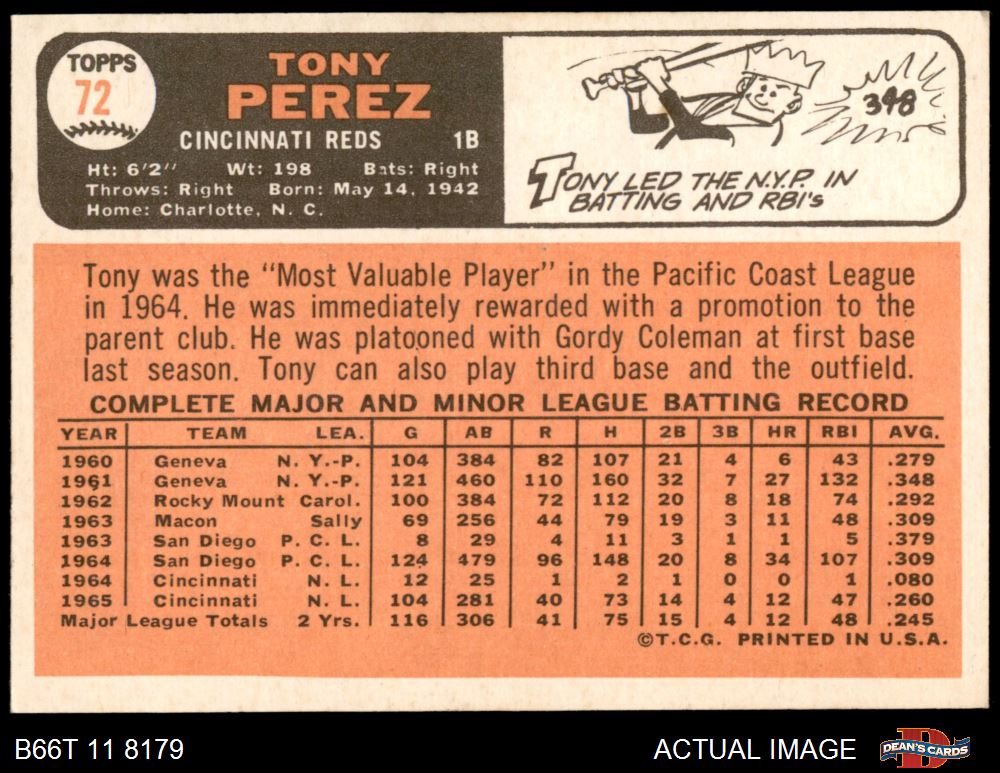 TOPPS
72
TONY
PEREZ
CINCINNATI REDS 1B
Ht: 6'2" Wt: 198 Bats: Right
Throws: Right Born: May 14, 1942
Home: Charlotte, N. C.
348
TONY LED THE N.Y.P. IN
BATTING AND RBI's
Tony was the "Most Valuable Player" in the Pacific Coast League
in 1964. He was immediately rewarded with a promotion to the
parent club. He was platooned with Gordy Coleman at first base
last season. Tony can also play third base and the outfield.
COMPLETE MAJOR AND MINOR LEAGUE BATTING RECORD
YEAR TEAM LEA. G AB R H 2B 3B HR RBI AVG.
1960 Geneva N. Y.-P. 104 384 82 107 21 4 6 43 .279
1961 Geneva N. Y.-P. 121 460 110 160 32 7 27 132 .348
1962 Rocky Mount Carol. 100 384 72 112 20 8 18 74 .292
1963 Macon Sally 69 256 44 79 19 3 11 48 .309
1963 San Diego P. C. L. 8 29 4 11 3 1 1 5 .379
1964 San Diego P. C. L. 124 479 96 148 20 8 34 107 .309
1964 Cincinnati N. L. 12 25 1 2 1 0 0 1 .080
1965 Cincinnati N. L. 104 281 40 73 14 4 12 47 .260
Major League Totals 2 Yrs. 116 306 41 75 15 4 12 48 .245
©T.C.G. PRINTED IN U.S.A.
B66T 11 8179 ACTUAL IMAGE DEAN'S CARDS